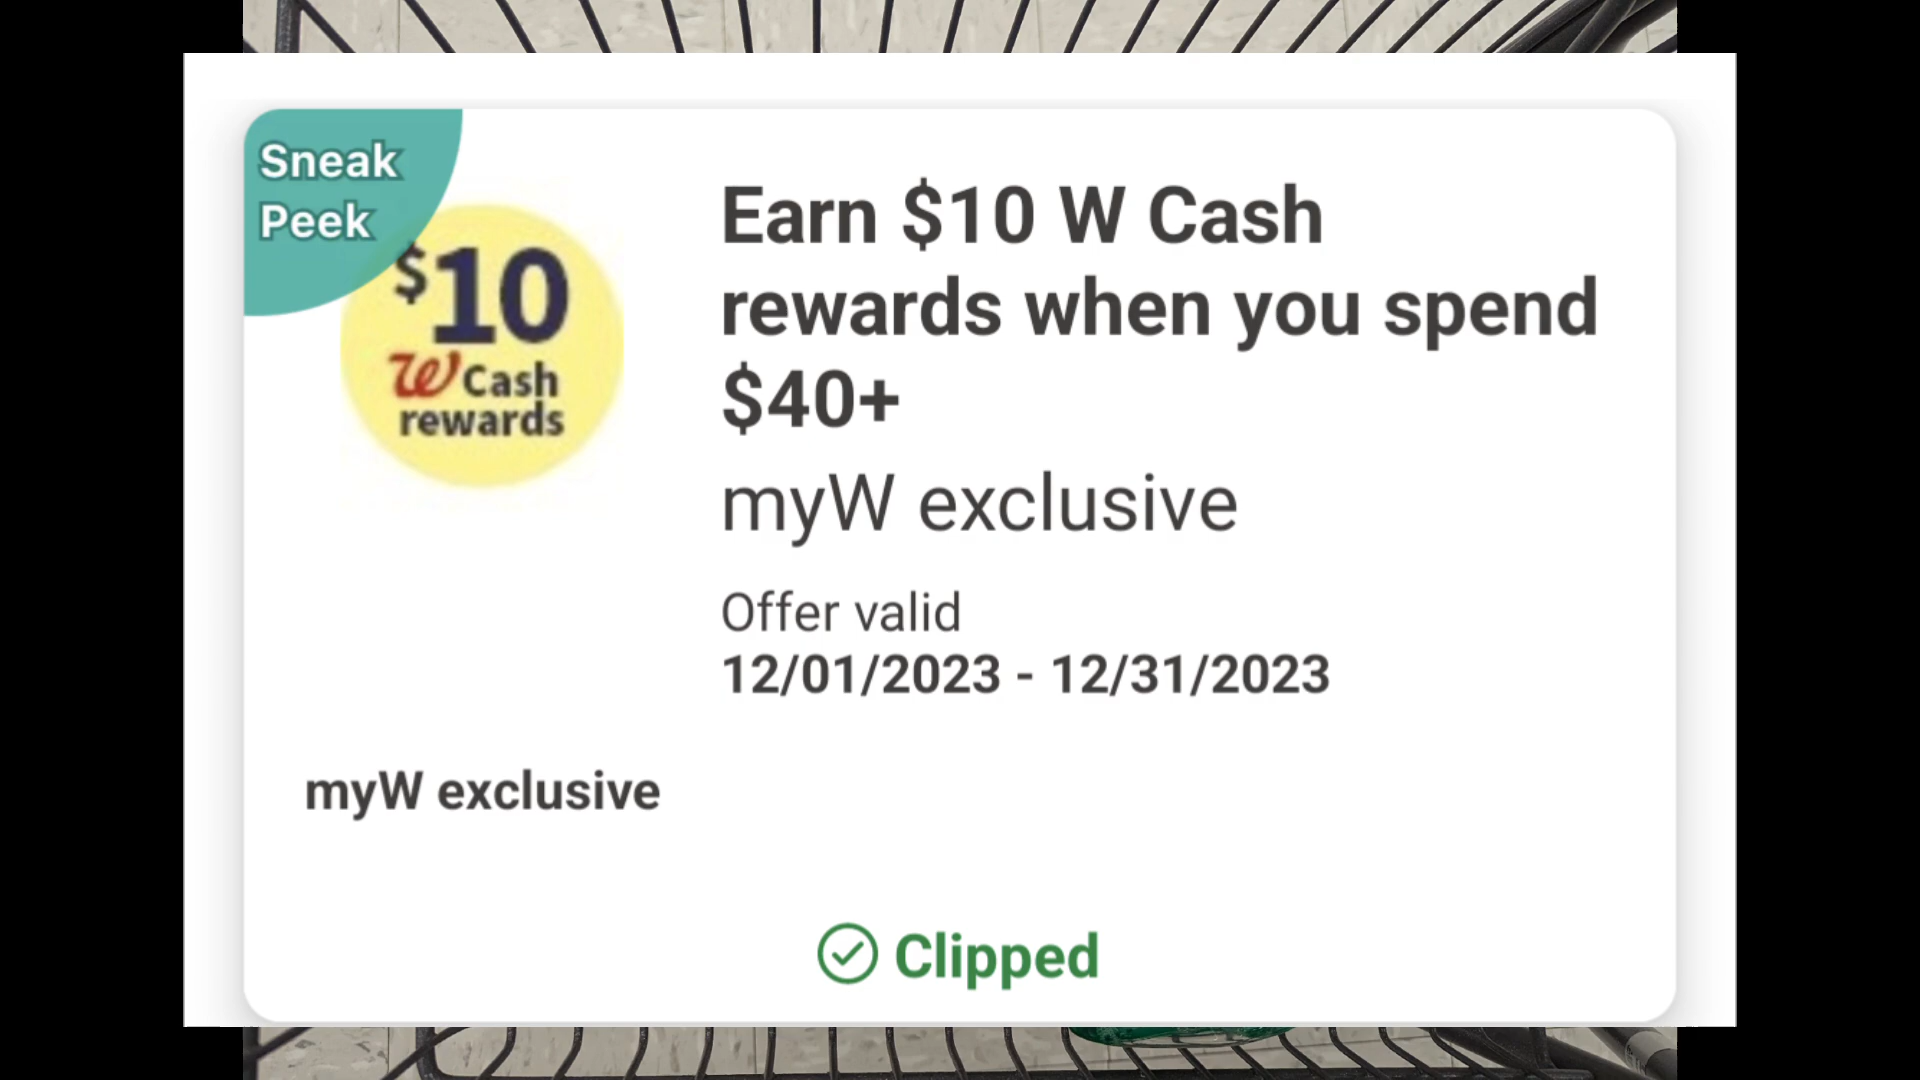 Sneak
Peek
$10
W Cash
rewards
Earn $10 W Cash
rewards when you spend
$40+
myW exclusive
Offer valid
12/01/2023 - 12/31/2023
myW exclusive
Clipped